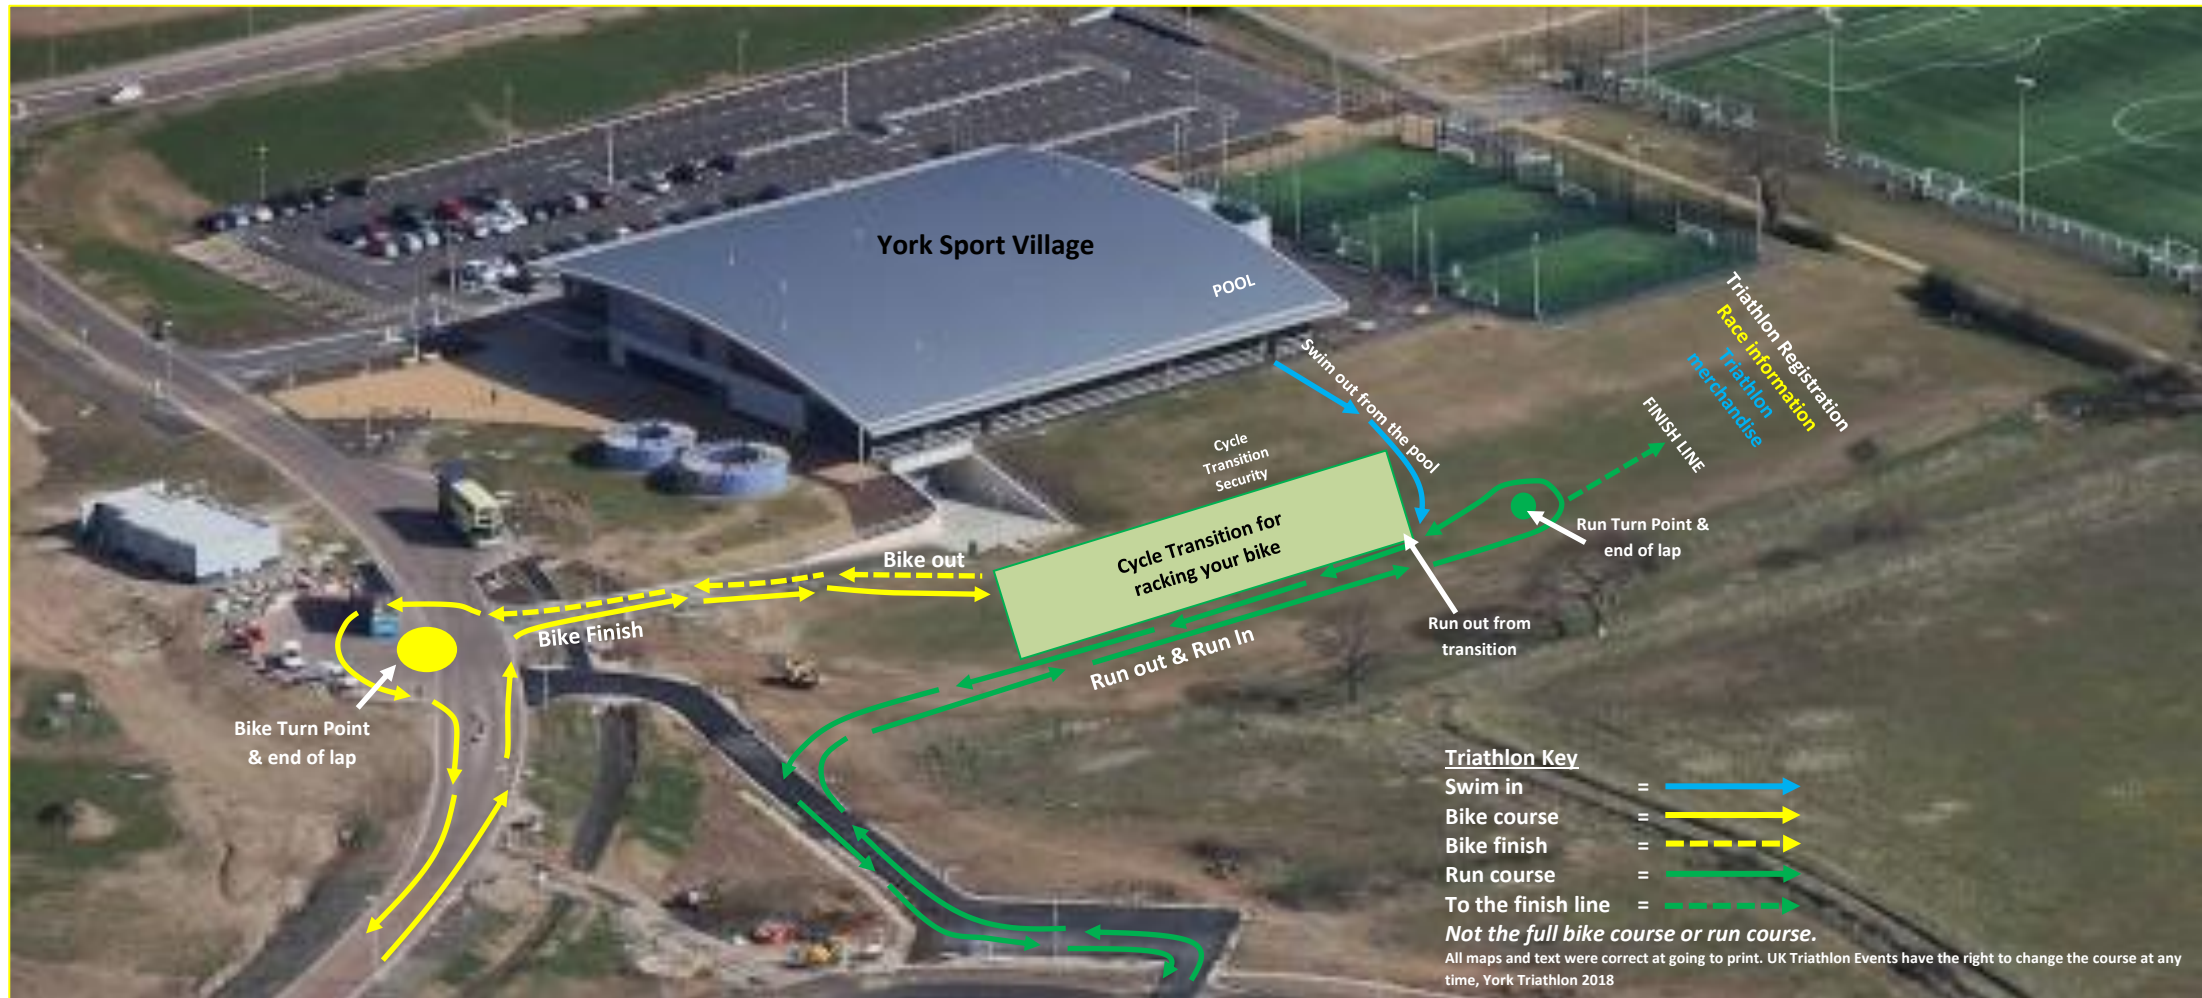 York Sport Village
POOL
Swim out from the pool
Triathlon Registration
Race information
Triathlon
merchandise
FINISH LINE
Cycle
Transition
Security
Cycle Transition for
racking your bike
Run Turn Point &
end of lap
Bike out
Bike Finish
Run out & Run In
Run out from
transition
Bike Turn Point
& end of lap
Triathlon Key
Swim in =
Bike course =
Bike finish =
Run course =
To the finish line =
Not the full bike course or run course.
All maps and text were correct at going to print. UK Triathlon Events have the right to change the course at any
time, York Triathlon 2018